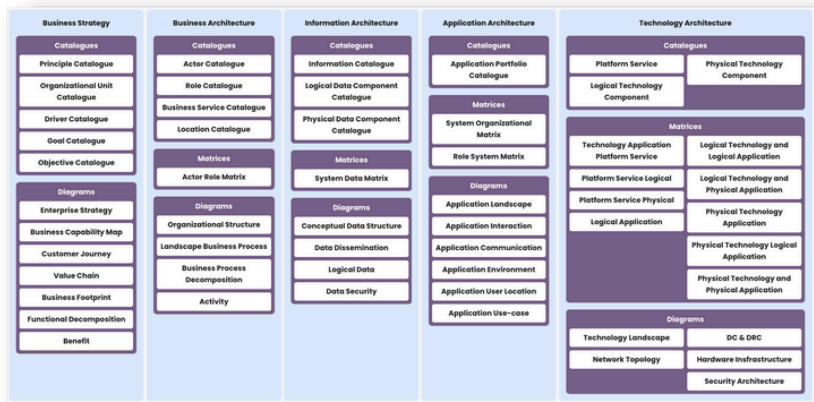 Business Strategy
Catalogues
Principle Catalogue
Organizational Unit
Catalogue
Driver Catalogue
Goal Catalogue
Objective Catalogue
Diagrams
Enterprise Strategy
Business Capability Map
Customer Journey
Value Chain
Business Footprint
Functional Decomposition
Benefit
Business Architecture
Catalogues
Actor Catalogue
Role Catalogue
Business Service Catalogue
Location Catalogue
Matrices
Actor Role Matrix
Diagrams
Organizational Structure
Landscape Business Process
Business Process
Decomposition
Activity
Information Architecture
Catalogues
Information Catalogue
Logical Data Component
Catalogue
Physical Data Component
Catalogue
Matrices
System Data Matrix
Diagrams
Conceptual Data Structure
Data Dissemination
Logical Data
Data Security
Application Architecture
Catalogues
Application Portfolio
Catalogue
Matrices
System Organizational
Matrix
Role System Matrix
Diagrams
Application Landscape
Application Interaction
Application Communication
Application Environment
Application User Location
Application Use-case
Technology Architecture
Catalogues
Platform Service
Logical Technology
Component
Physical Technology
Component
Matrices
Technology Application
Platform Service
Platform Service Logical
Platform Service Physical
Logical Application
Logical Technology and
Logical Application
Logical Technology and
Physical Application
Physical Technology
Application
Physical Technology Logical
Application
Physical Technology and
Physical Application
Diagrams
Technology Landscape
Network Topology
DC & DRC
Hardware Insfrastructure
Security Architecture